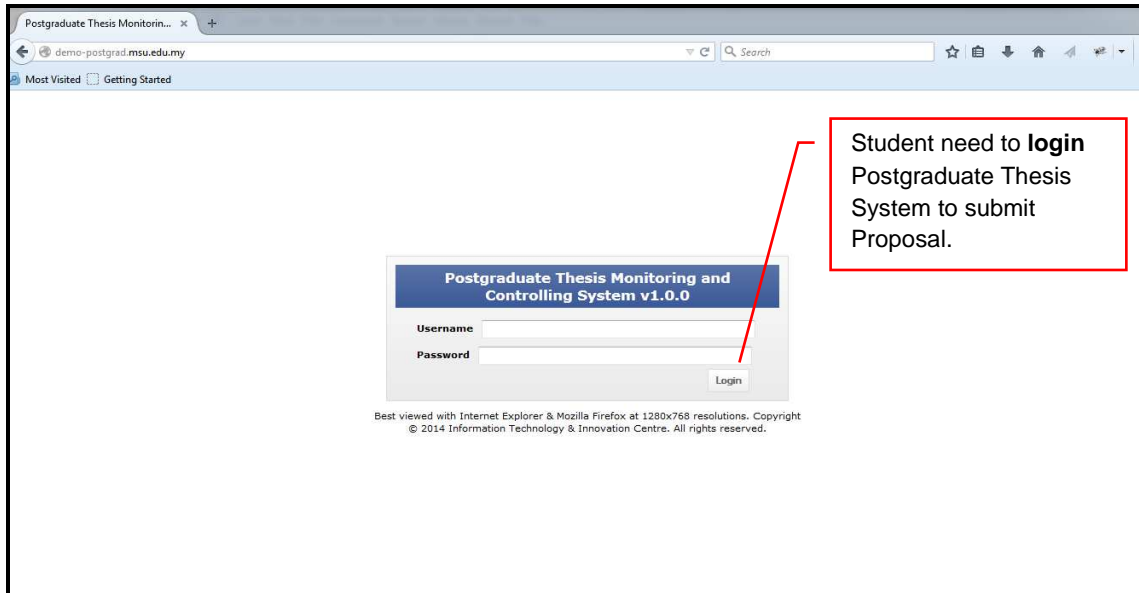 Postgraduate Thesis Monitorin...
demo-postgrad.msu.edu.my
Search
Most Visited
Getting Started
Student need to login
Postgraduate Thesis
System to submit
Proposal.
Postgraduate Thesis Monitoring and
Controlling System v1.0.0
Username
Password
Login
Best viewed with Internet Explorer & Mozilla Firefox at 1280x768 resolutions. Copyright
© 2014 Information Technology & Innovation Centre. All rights reserved.